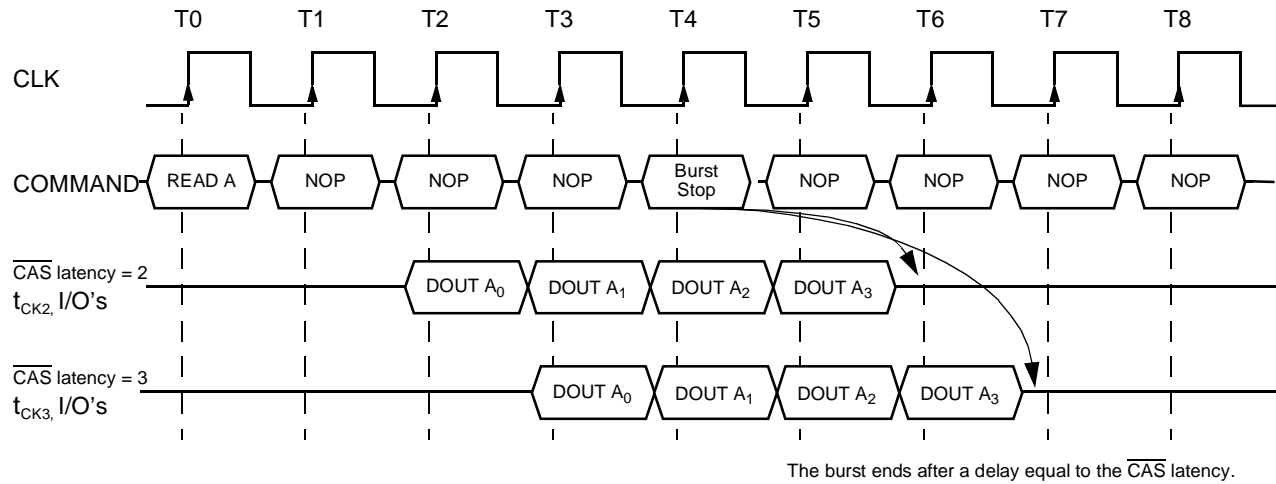 T0 T1 T2 T3 T4 T5 T6 T7 T8
CLK
COMMAND READ A NOP NOP NOP Burst Stop NOP NOP NOP NOP
CAS latency = 2
tCK2, I/O's DOUT A0 DOUT A1 DOUT A2 DOUT A3
CAS latency = 3
tCK3, I/O's DOUT A0 DOUT A1 DOUT A2 DOUT A3
The burst ends after a delay equal to the CAS latency.